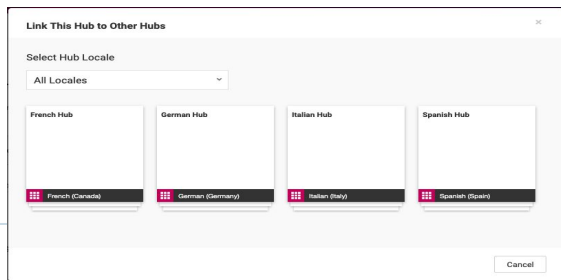 Link This Hub to Other Hubs
Select Hub Locale
All Locales
French Hub
German Hub
Italian Hub
Spanish Hub
French (Canada)
German (Germany)
Italian (Italy)
Spanish (Spain)
Cancel